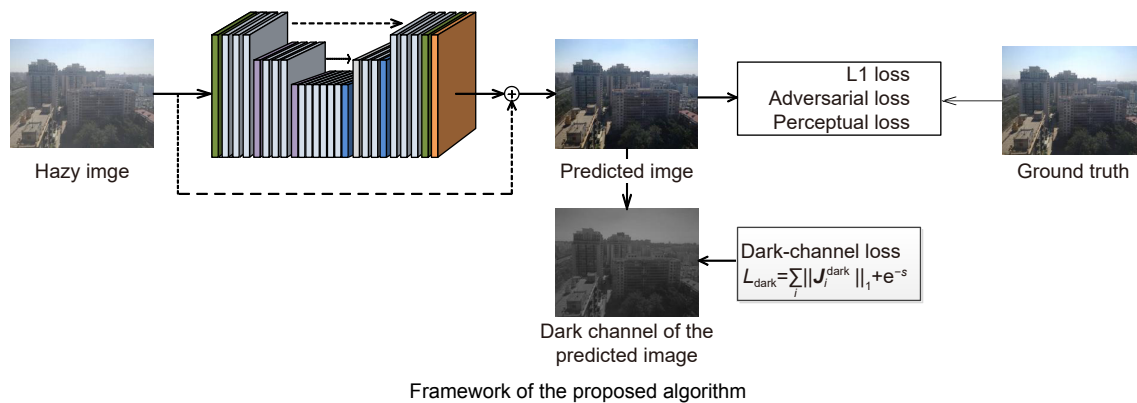 Hazy imge
Predicted imge
L1 loss
Adversarial loss
Perceptual loss
Ground truth
Dark channel of the
predicted image
Dark-channel loss
L_dark=∑_i||J_i^dark||_1+e^−s
Framework of the proposed algorithm